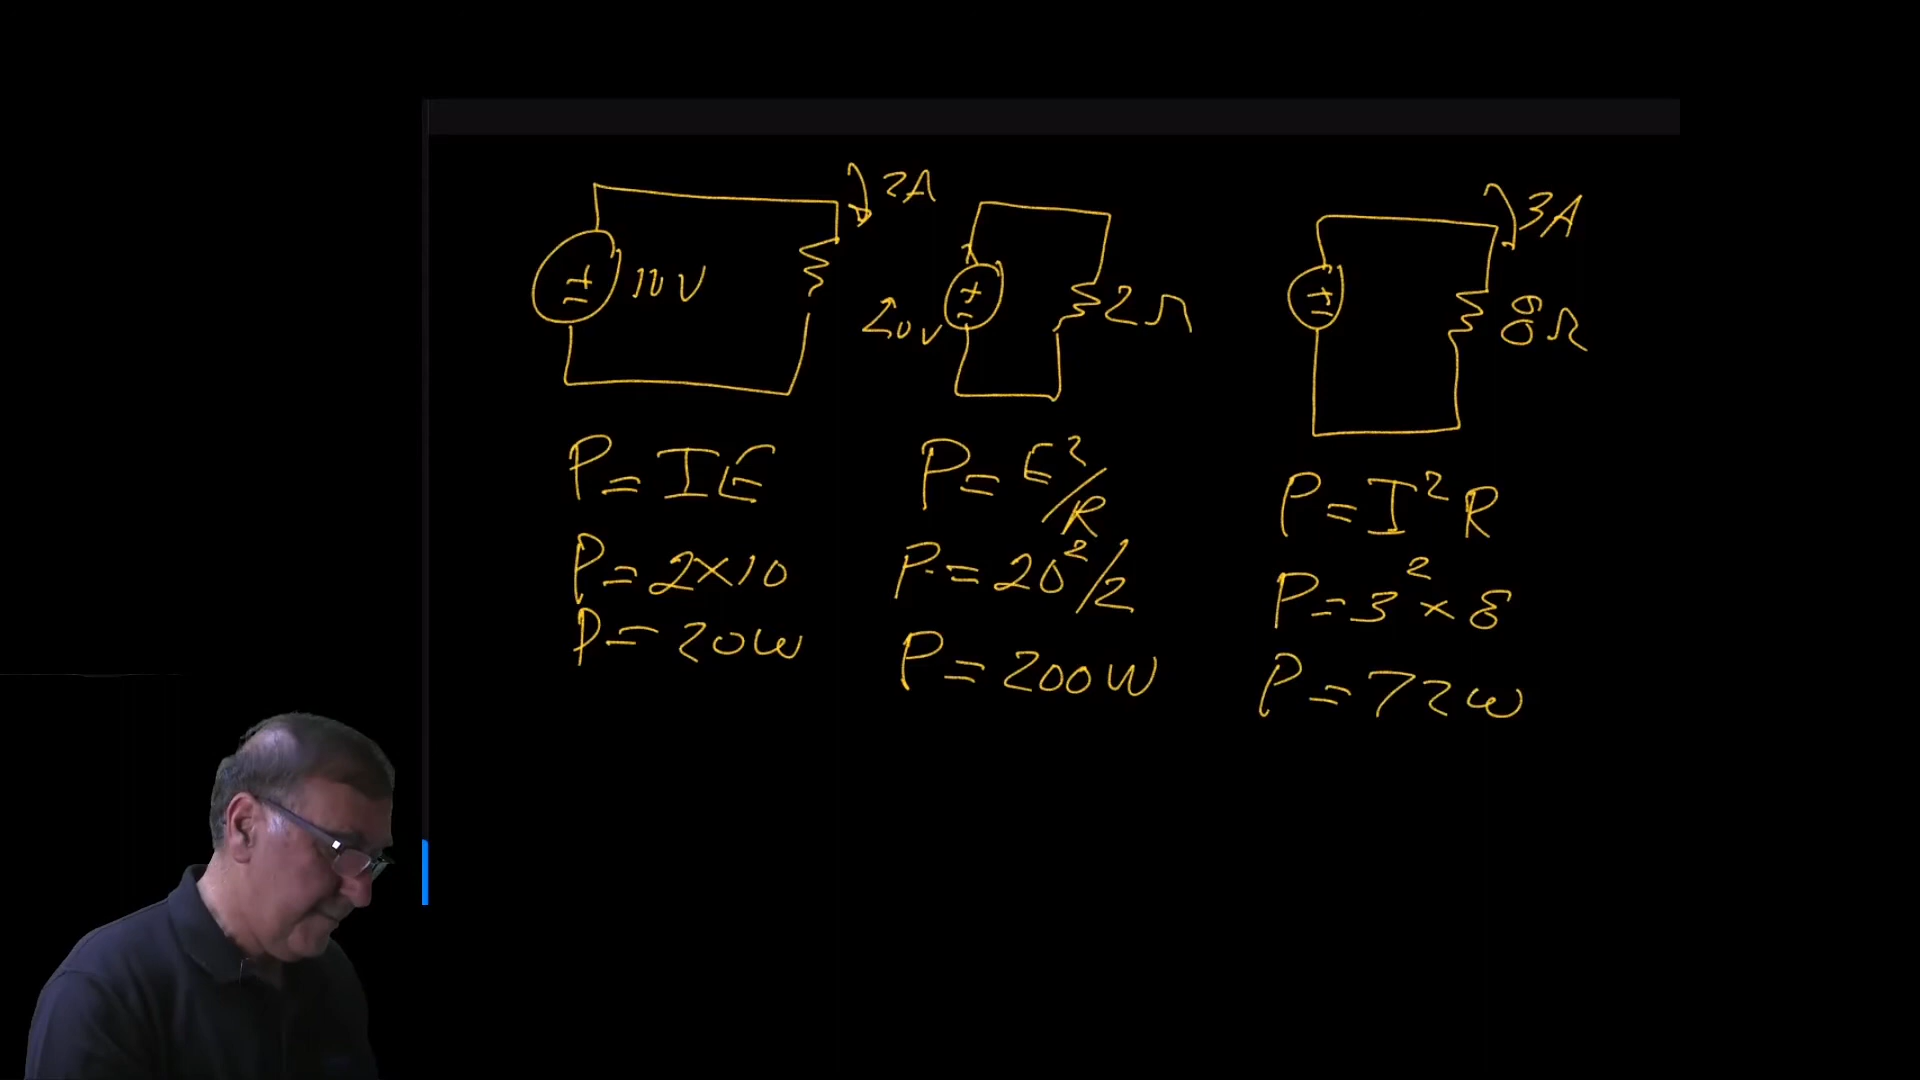 2A
10V
20V
2Ω
3A
8Ω
P=IE
P=2×10
P=20W
P=E²/R
P=20²/2
P=200W
P=I²R
P=3²×8
P=72W